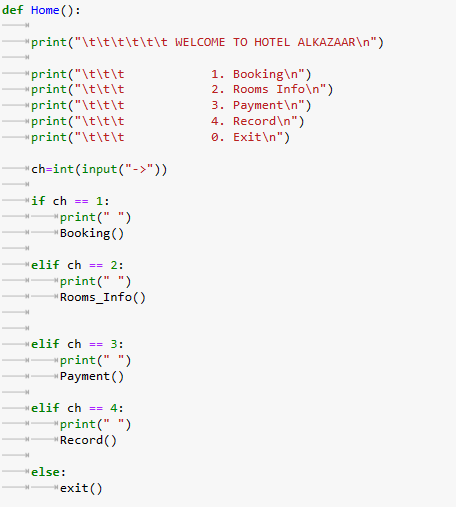 def Home():
print("\t\t\t\t\t\t WELCOME TO HOTEL ALKAZAAR\n")
print("\t\t\t            1. Booking\n")
print("\t\t\t            2. Rooms Info\n")
print("\t\t\t            3. Payment\n")
print("\t\t\t            4. Record\n")
print("\t\t\t            0. Exit\n")
ch=int(input("->"))
if ch == 1:
print(" ")
Booking()
elif ch == 2:
print(" ")
Rooms_Info()
elif ch == 3:
print(" ")
Payment()
elif ch == 4:
print(" ")
Record()
else:
exit()